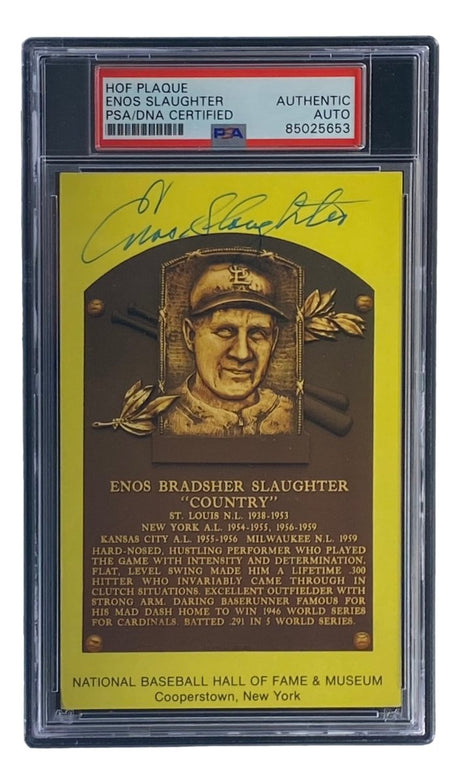 HOF PLAQUE
ENOS SLAUGHTER AUTHENTIC
PSA/DNA CERTIFIED AUTO
PSA 85025653
Enos Slaughter
STL
ENOS BRADSHER SLAUGHTER
"COUNTRY"
ST. LOUIS N.L. 1938-1953
NEW YORK A.L. 1954-1955, 1956-1959
KANSAS CITY A.L. 1955-1956 MILWAUKEE N.L. 1959
HARD-NOSED, HUSTLING PERFORMER WHO PLAYED
THE GAME WITH INTENSITY AND DETERMINATION.
FLAT, LEVEL SWING MADE HIM A LIFETIME .300
HITTER WHO INVARIABLY CAME THROUGH IN
CLUTCH SITUATIONS. EXCELLENT OUTFIELDER WITH
STRONG ARM. DARING BASERUNNER FAMOUS FOR
HIS MAD DASH HOME TO WIN 1946 WORLD SERIES
FOR CARDINALS. BATTED .291 IN 5 WORLD SERIES.
NATIONAL BASEBALL HALL OF FAME & MUSEUM
Cooperstown, New York